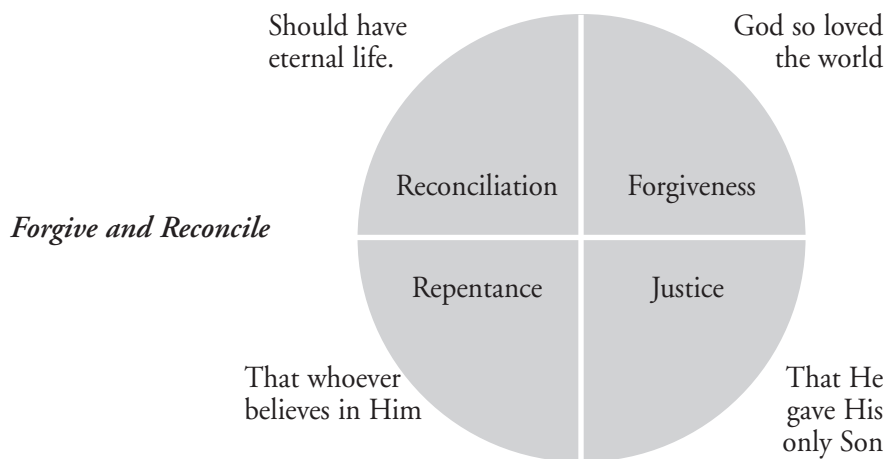 Should have
eternal life.
God so loved
the world
Reconciliation
Forgiveness
Forgive and Reconcile
Repentance
Justice
That whoever
believes in Him
That He
gave His
only Son